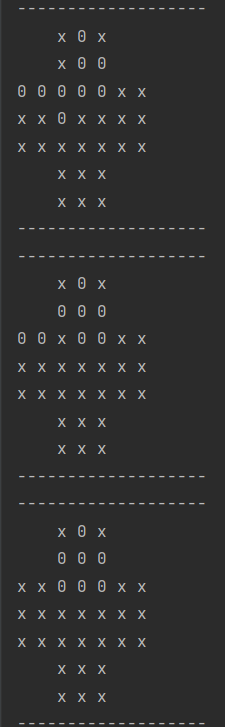 -------------------
    x 0 x
    x 0 0
0 0 0 0 0 x x
x x 0 x x x x
x x x x x x x
    x x x
    x x x
-------------------
-------------------
    x 0 x
    0 0 0
0 0 x 0 0 x x
x x x x x x x
x x x x x x x
    x x x
    x x x
-------------------
-------------------
    x 0 x
    0 0 0
x x 0 0 0 x x
x x x x x x x
x x x x x x x
    x x x
    x x x
-------------------